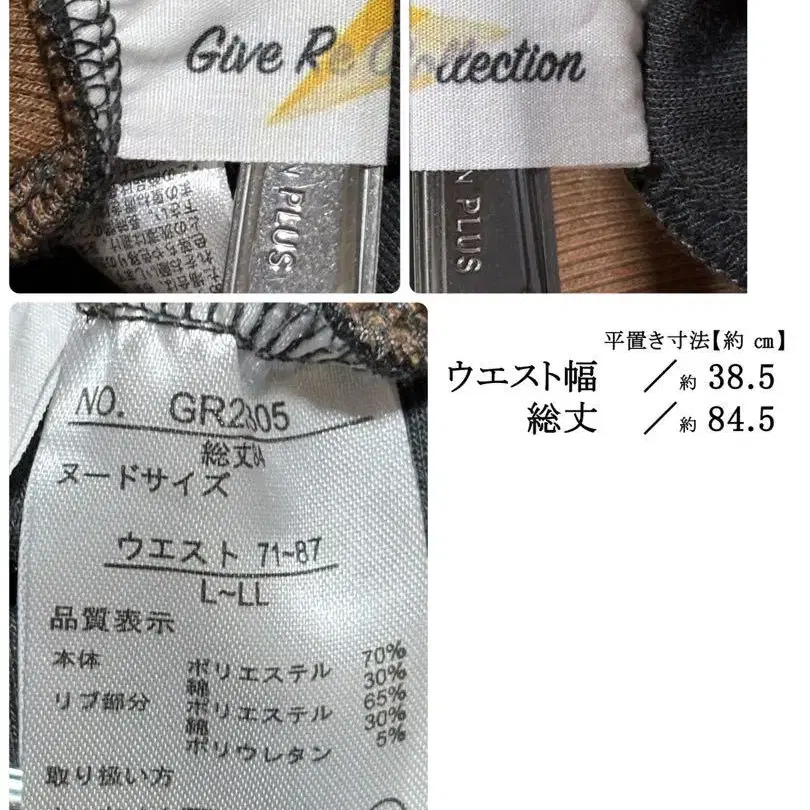 Give Re Collection
N PLUS
N PLUS
平置き寸法【約 ㎝】
ウエスト幅 ／約 38.5
総丈 ／約 84.5
NO. GR2805
総丈84
ヌードサイズ
ウエスト 71~87
L~LL
品質表示
本体 ポリエステル 70%
綿 30%
リブ部分 ポリエステル 65%
綿 30%
ポリウレタン 5%
取り扱い方